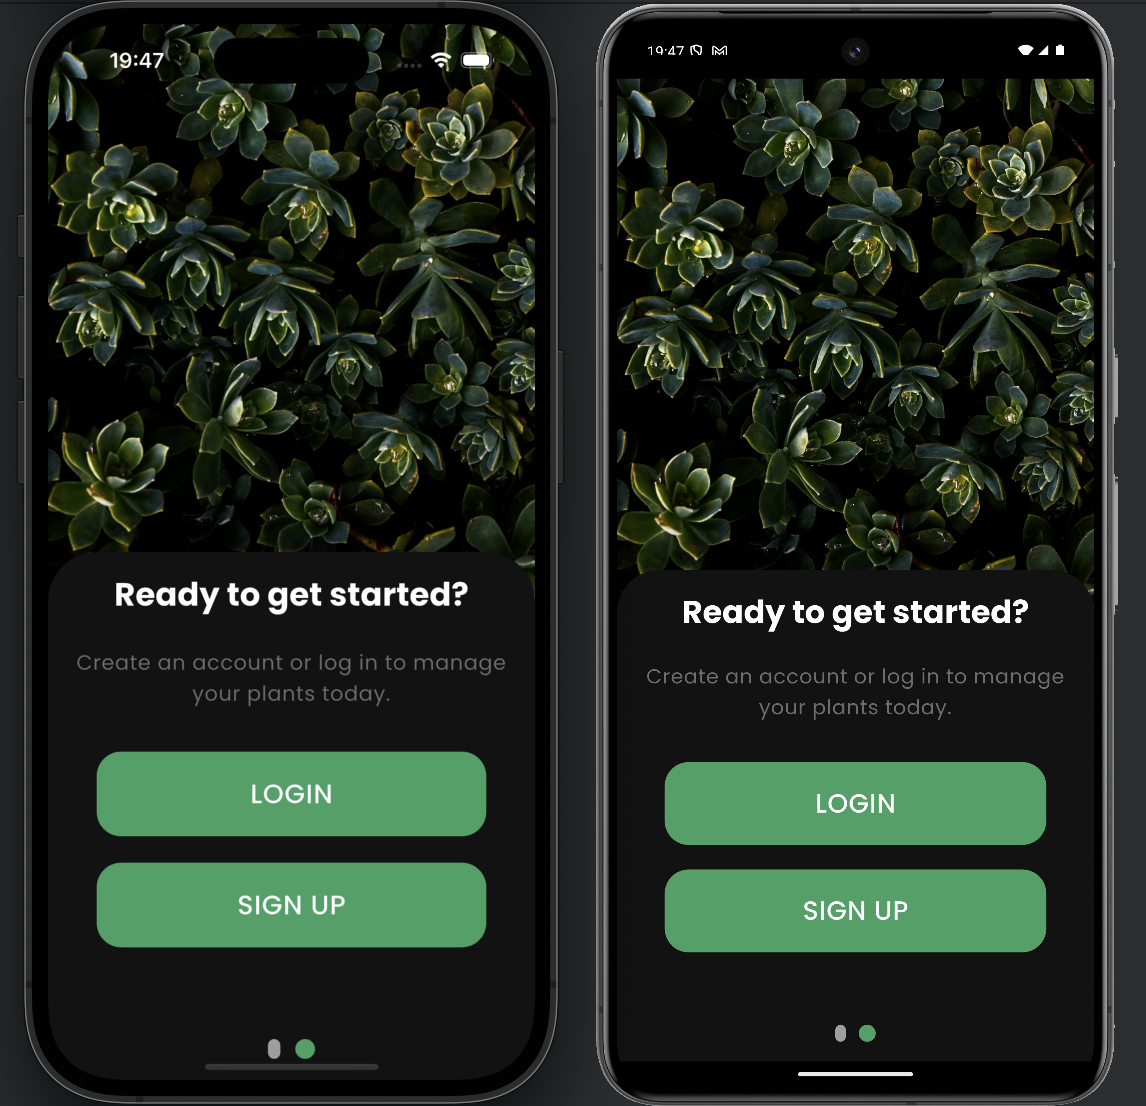 19:47
Ready to get started?
Create an account or log in to manage
your plants today.
LOGIN
SIGN UP
19:47
Ready to get started?
Create an account or log in to manage
your plants today.
LOGIN
SIGN UP